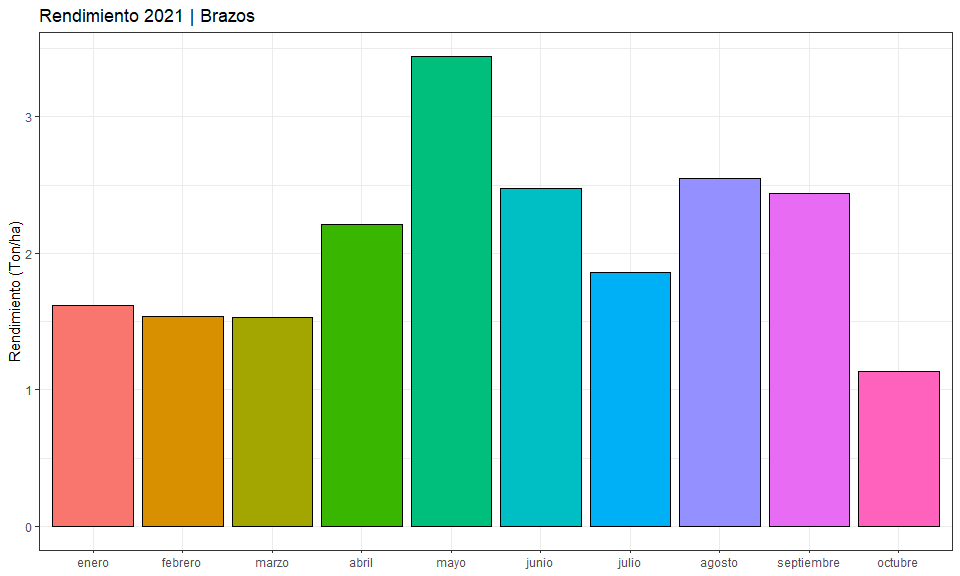 Rendimiento 2021 | Brazos
Rendimiento (Ton/ha)
3
2
1
0
enero febrero marzo abril mayo junio julio agosto septiembre octubre